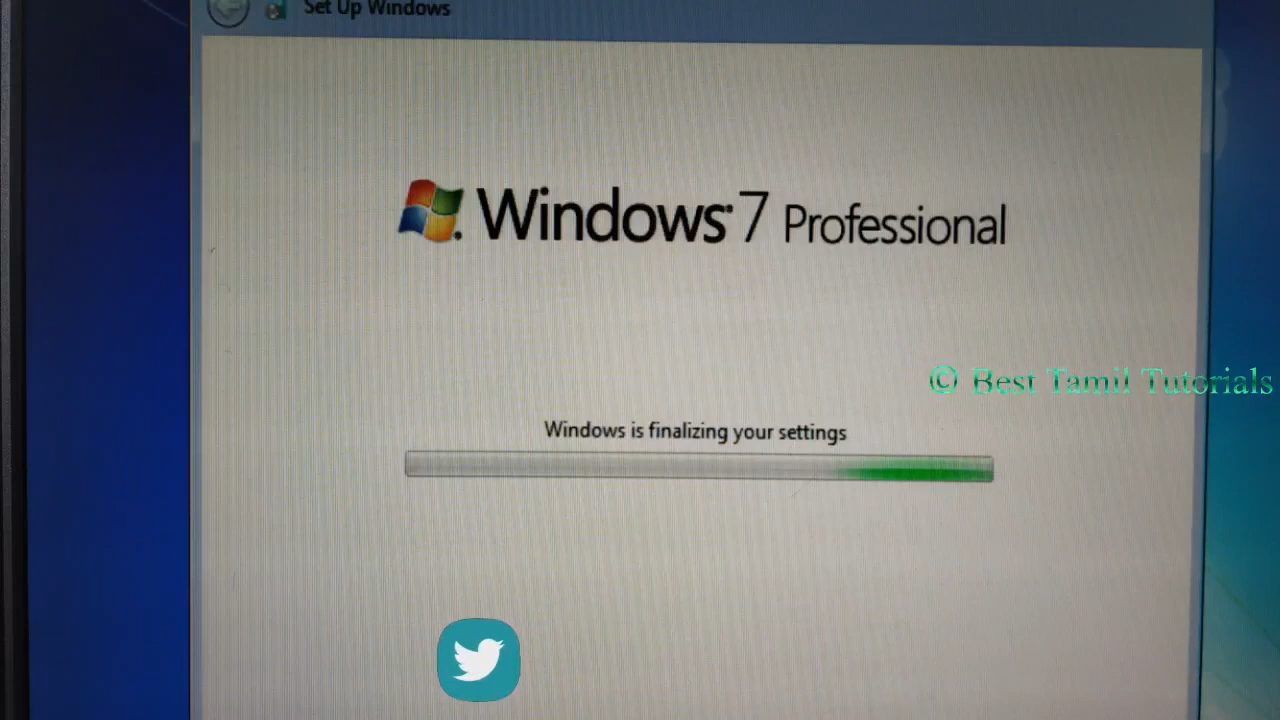 Set Up Windows
Windows 7 Professional
© Best Tamil Tutorials
Windows is finalizing your settings